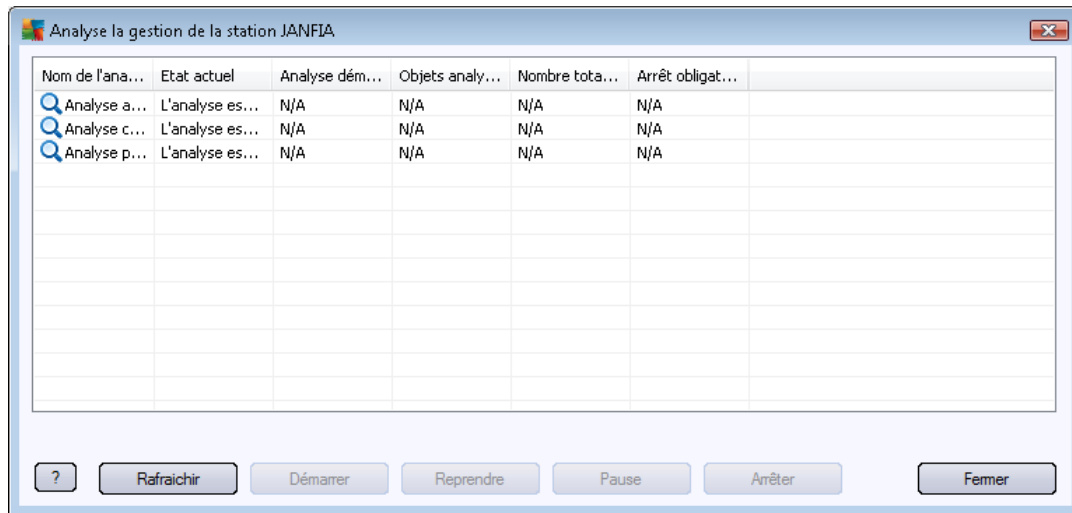 Analyse la gestion de la station JANFIA
Nom de l'ana... Etat actuel Analyse dém... Objets analy... Nombre tota... Arrêt obligat...
Analyse a... L'analyse es... N/A N/A N/A N/A
Analyse c... L'analyse es... N/A N/A N/A N/A
Analyse p... L'analyse es... N/A N/A N/A N/A
? Rafraichir Démarrer Reprendre Pause Arrêter Fermer